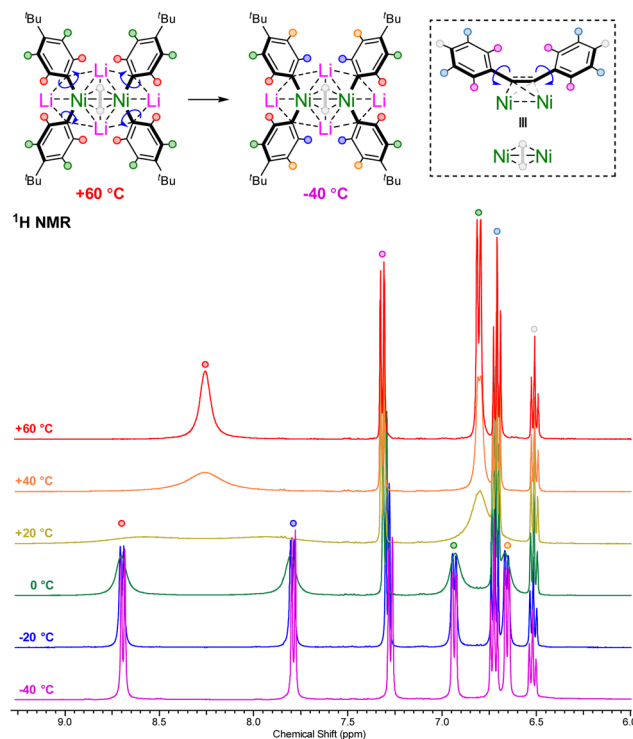 ᵗBu ᵗBu ᵗBu ᵗBu
Li Li
Li Ni Ni Li Li Ni Ni Li
Li Li
Ni Ni
III
Ni Ni
ᵗBu ᵗBu ᵗBu ᵗBu
+60 °C -40 °C
¹H NMR
+60 °C
+40 °C
+20 °C
0 °C
-20 °C
-40 °C
9.0 8.5 8.0 7.5 7.0 6.5 6.0
Chemical Shift (ppm)